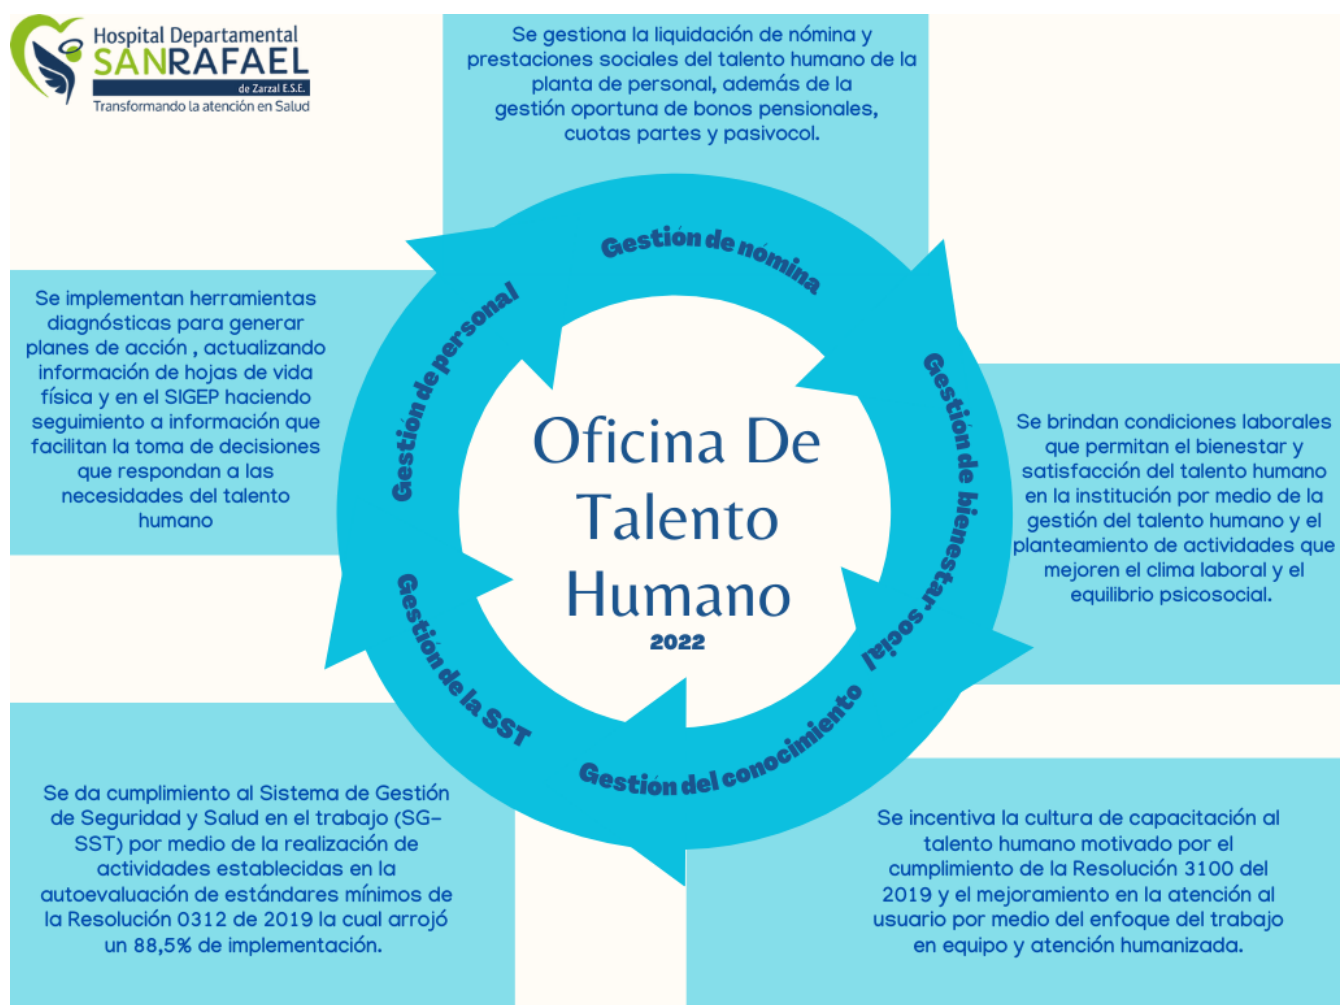 Hospital Departamental
SANRAFAEL
de Zarzal E.S.E.
Transformando la atención en Salud
Se gestiona la liquidación de nómina y
prestaciones sociales del talento humano de la
planta de personal, además de la
gestión oportuna de bonos pensionales,
cuotas partes y pasivocol.
Gestión de nómina
Se brindan condiciones laborales
que permitan el bienestar y
satisfacción del talento humano
en la institución por medio de la
gestión del talento humano y el
planteamiento de actividades que
mejoren el clima laboral y el
equilibrio psicosocial.
Gestión de bienestar social
Se incentiva la cultura de capacitación al
talento humano motivado por el
cumplimiento de la Resolución 3100 del
2019 y el mejoramiento en la atención al
usuario por medio del enfoque del trabajo
en equipo y atención humanizada.
Gestión del conocimiento
Se da cumplimiento al Sistema de Gestión
de Seguridad y Salud en el trabajo (SG-
SST) por medio de la realización de
actividades establecidas en la
autoevaluación de estándares mínimos de
la Resolución 0312 de 2019 la cual arrojó
un 88,5% de implementación.
Gestión de la SST
Se implementan herramientas
diagnósticas para generar
planes de acción , actualizando
información de hojas de vida
física y en el SIGEP haciendo
seguimiento a información que
facilitan la toma de decisiones
que respondan a las
necesidades del talento
humano
Gestión de personal
Oficina De
Talento
Humano
2022